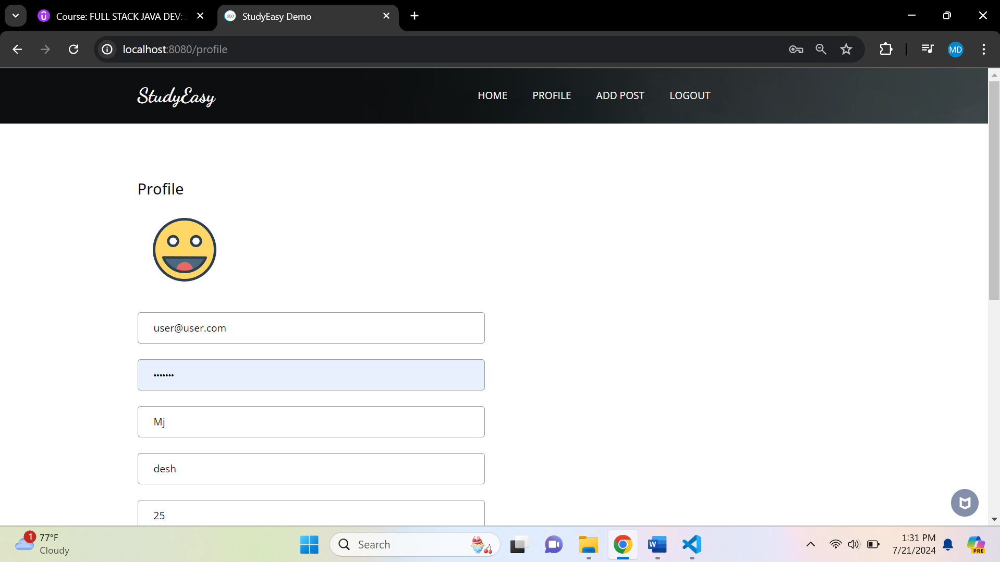 Course: FULL STACK JAVA DEV:
StudyEasy Demo
localhost:8080/profile
MD
StudyEasy
HOME
PROFILE
ADD POST
LOGOUT
Profile
user@user.com
•••••••
Mj
desh
25
1
77°F
Cloudy
Search
W
1:31 PM
7/21/2024
PRE